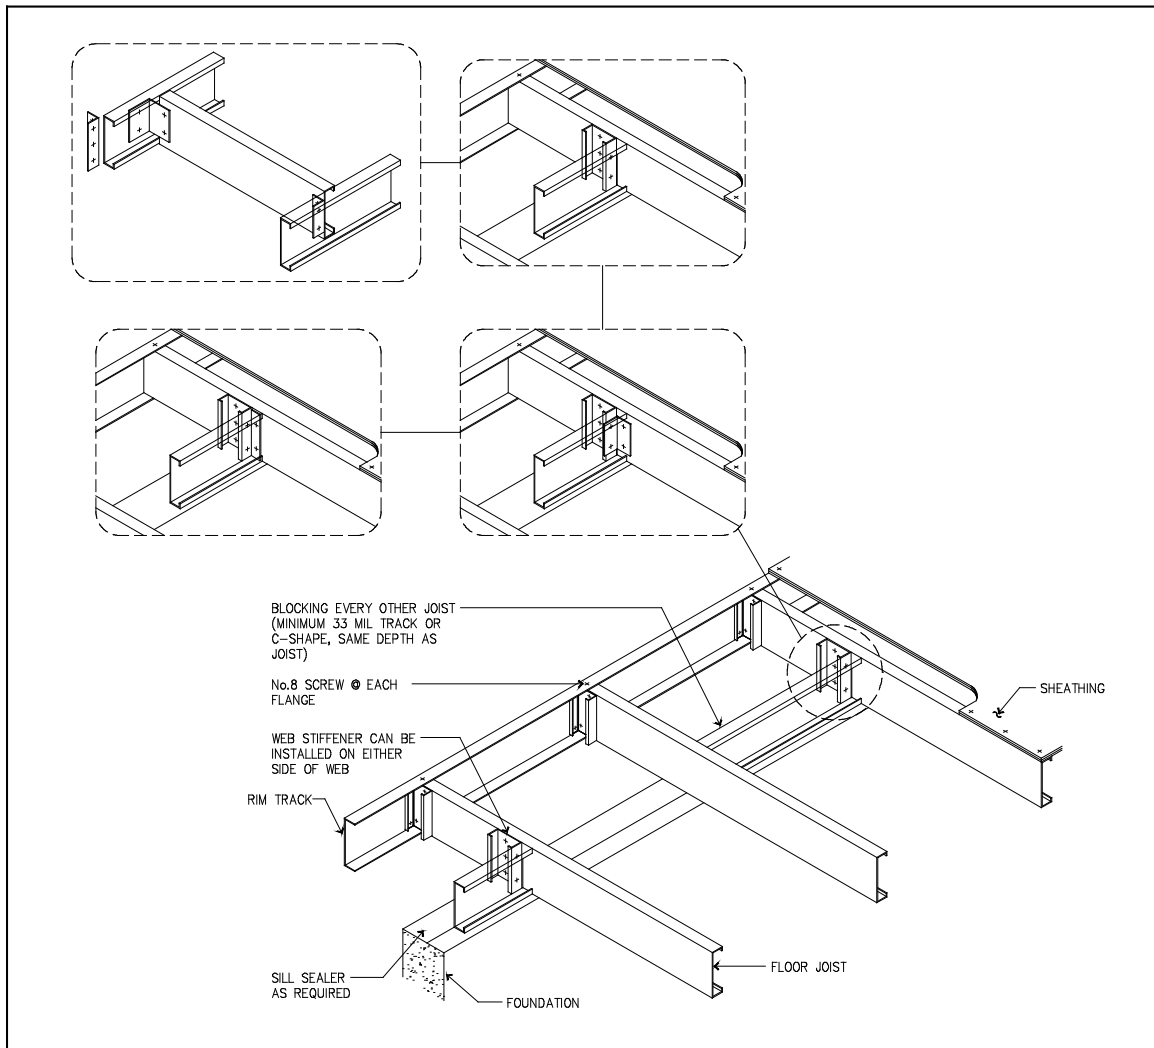 BLOCKING EVERY OTHER JOIST
(MINIMUM 33 MIL TRACK OR
C-SHAPE, SAME DEPTH AS
JOIST)
No.8 SCREW @ EACH
FLANGE
SHEATHING
WEB STIFFENER CAN BE
INSTALLED ON EITHER
SIDE OF WEB
RIM TRACK
FLOOR JOIST
SILL SEALER
AS REQUIRED
FOUNDATION